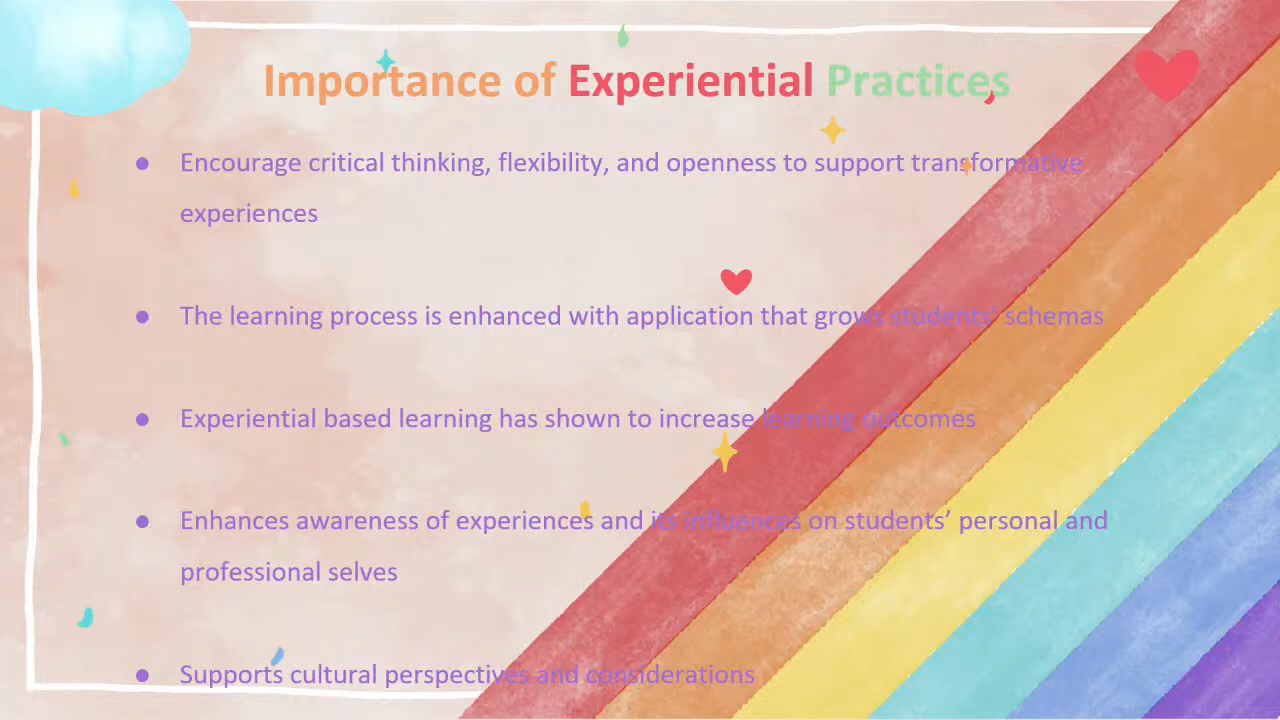 Importance of Experiential Practices
● Encourage critical thinking, flexibility, and openness to support transformative
experiences
● The learning process is enhanced with application that grows students’ schemas
● Experiential based learning has shown to increase learning outcomes
● Enhances awareness of experiences and its influences on students’ personal and
professional selves
● Supports cultural perspectives and considerations